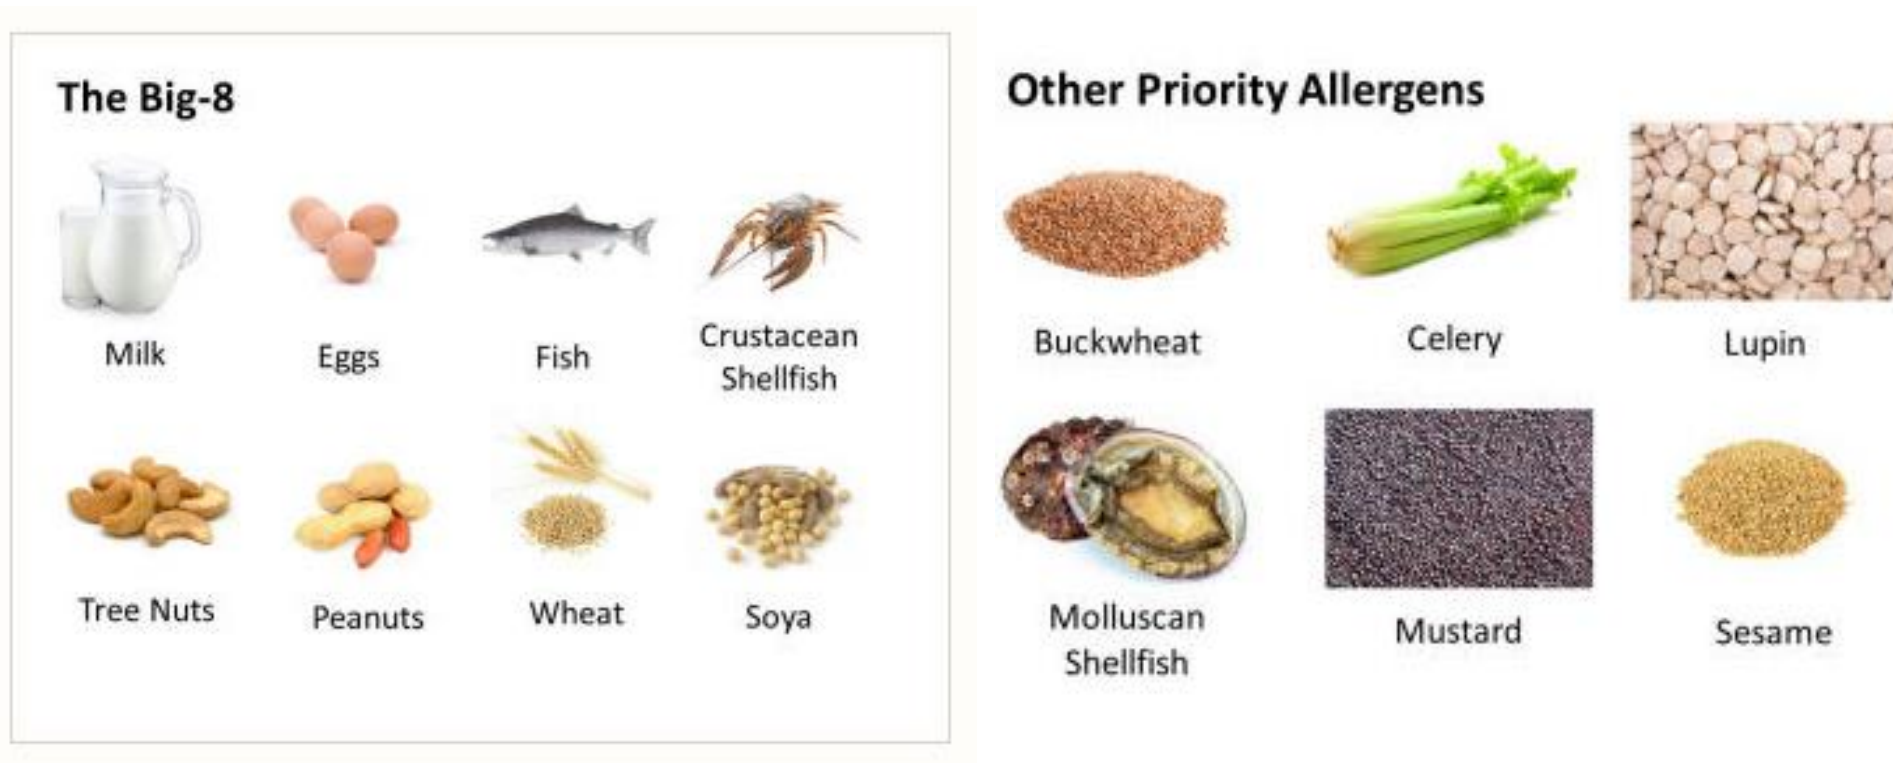 The Big-8
Milk
Eggs
Fish
Crustacean
Shellfish
Tree Nuts
Peanuts
Wheat
Soya
Other Priority Allergens
Buckwheat
Celery
Lupin
Molluscan
Shellfish
Mustard
Sesame